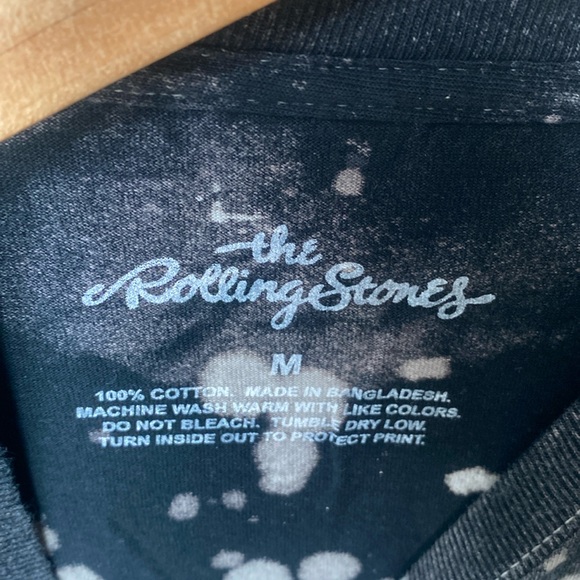 the
Rolling Stones
M
100% COTTON. MADE IN BANGLADESH.
MACHINE WASH WARM WITH LIKE COLORS.
DO NOT BLEACH. TUMBLE DRY LOW.
TURN INSIDE OUT TO PROTECT PRINT.